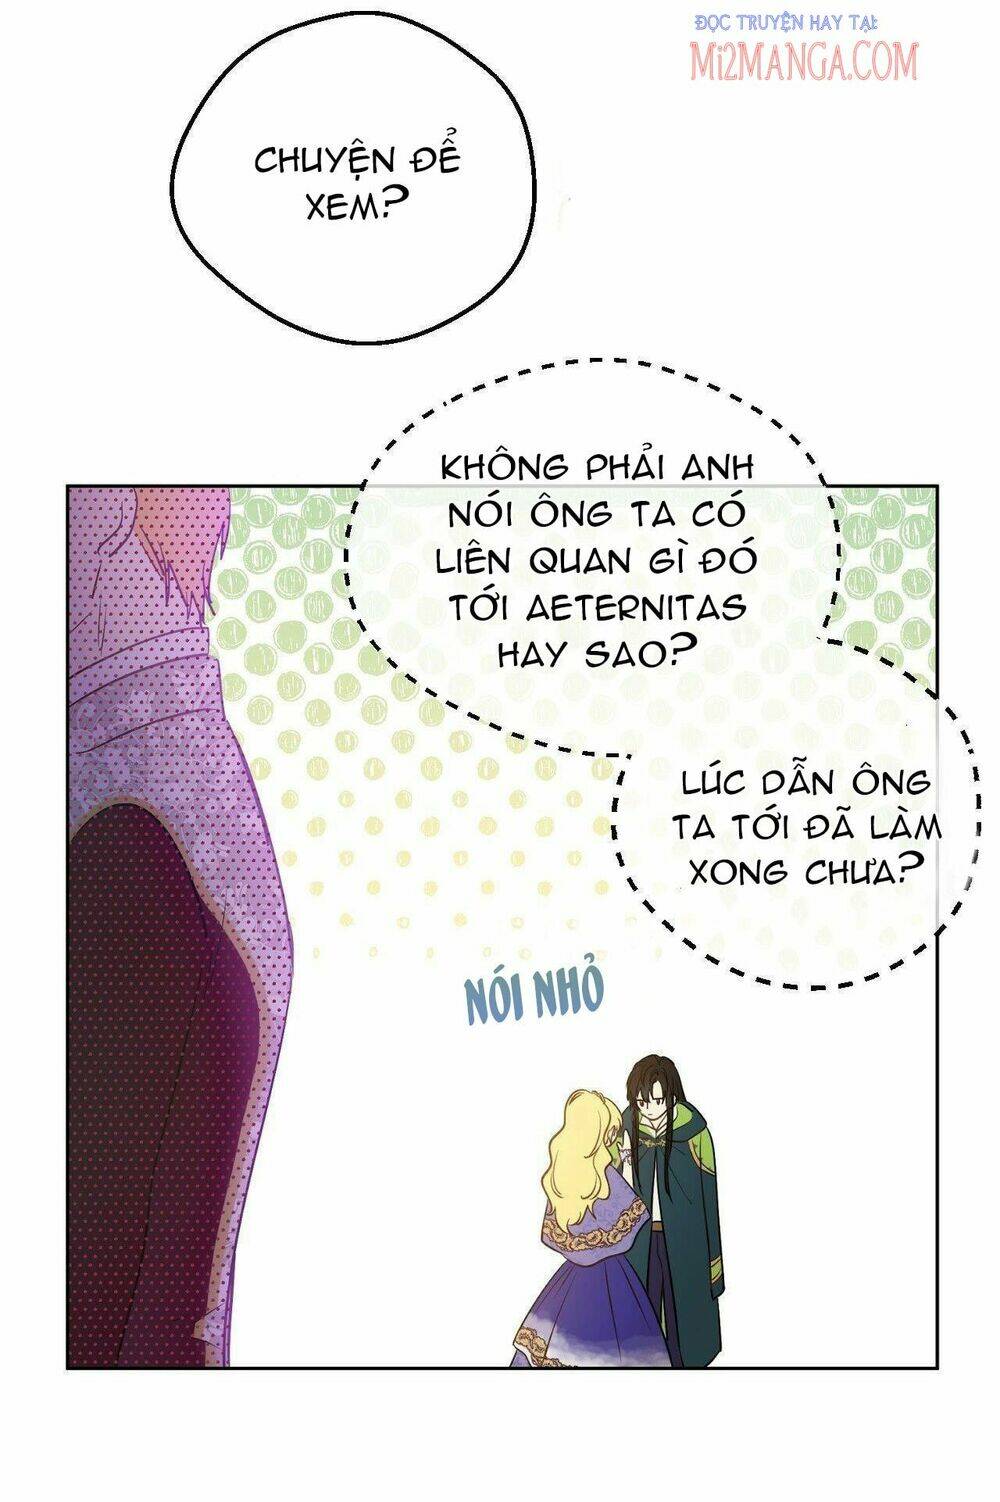 ĐỌC TRUYỆN HAY TẠI:
MI2MANGA.COM
CHUYỆN ĐỂ
XEM?
KHÔNG PHẢI ANH
NÓI ÔNG TA CÓ
LIÊN QUAN GÌ ĐÓ
TỚI AETERNITAS
HAY SAO?
LÚC DẪN ÔNG
TA TỚI ĐÃ LÀM
XONG CHƯA?
NÓI NHỎ